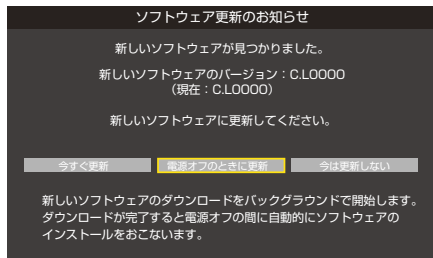 ソフトウェア更新のお知らせ
新しいソフトウェアが見つかりました。
新しいソフトウェアのバージョン：C.L0000
（現在：C.L0000）
新しいソフトウェアに更新してください。
今すぐ更新 電源オフのときに更新 今は更新しない
新しいソフトウェアのダウンロードをバックグラウンドで開始します。
ダウンロードが完了すると電源オフの間に自動的にソフトウェアの
インストールをおこないます。